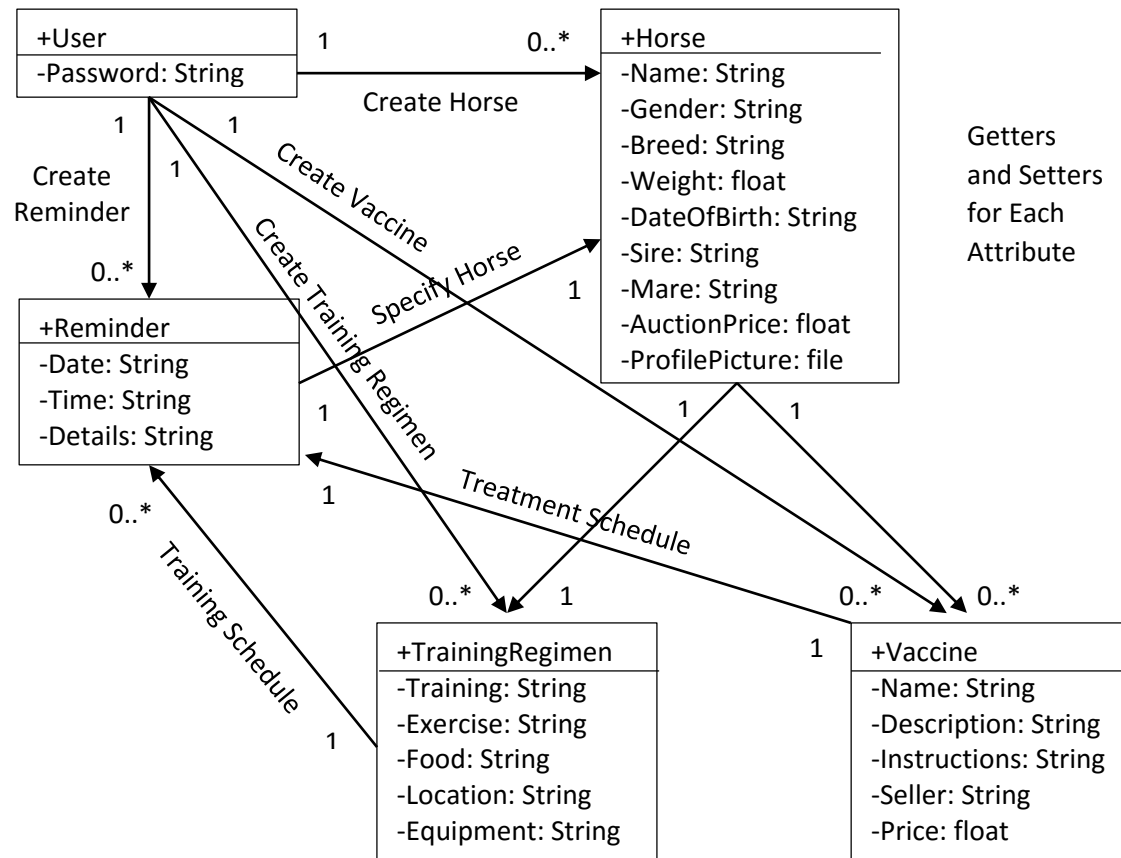 +User
-Password: String
1
0..*
Create Horse
+Horse
-Name: String
-Gender: String
-Breed: String
-Weight: float
-DateOfBirth: String
-Sire: String
-Mare: String
-AuctionPrice: float
-ProfilePicture: file
Getters
and Setters
for Each
Attribute
1
1
1
Create
Reminder
0..*
Create Vaccine
Create Training Regimen
Specify Horse
1
1
+Reminder
-Date: String
-Time: String
-Details: String
1
1
0..*
1
Treatment Schedule
Training Schedule
0..*
1
0..*
0..*
1
1
+TrainingRegimen
-Training: String
-Exercise: String
-Food: String
-Location: String
-Equipment: String
+Vaccine
-Name: String
-Description: String
-Instructions: String
-Seller: String
-Price: float